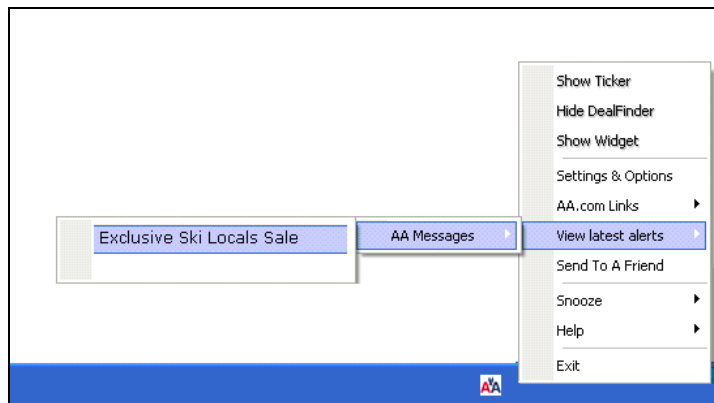 Show Ticker
Hide DealFinder
Show Widget
Settings & Options
AA.com Links
View latest alerts
AA Messages
Exclusive Ski Locals Sale
Send To A Friend
Snooze
Help
Exit
AA